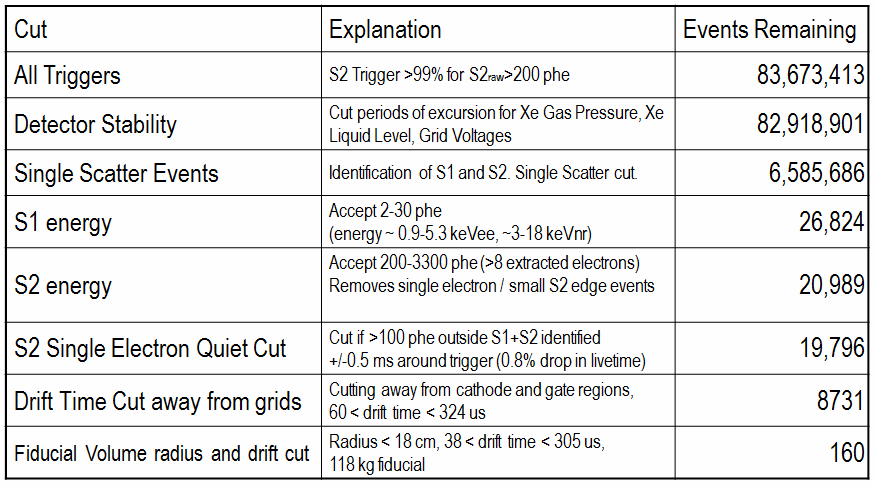 Cut Explanation Events Remaining
All Triggers S2 Trigger >99% for S2raw>200 phe 83,673,413
Detector Stability Cut periods of excursion for Xe Gas Pressure, Xe
Liquid Level, Grid Voltages 82,918,901
Single Scatter Events Identification of S1 and S2. Single Scatter cut. 6,585,686
S1 energy Accept 2-30 phe
(energy ~ 0.9-5.3 keVee, ~3-18 keVnr) 26,824
S2 energy Accept 200-3300 phe (>8 extracted electrons)
Removes single electron / small S2 edge events 20,989
S2 Single Electron Quiet Cut Cut if >100 phe outside S1+S2 identified
+/-0.5 ms around trigger (0.8% drop in livetime) 19,796
Drift Time Cut away from grids Cutting away from cathode and gate regions,
60 < drift time < 324 us 8731
Fiducial Volume radius and drift cut Radius < 18 cm, 38 < drift time < 305 us,
118 kg fiducial 160